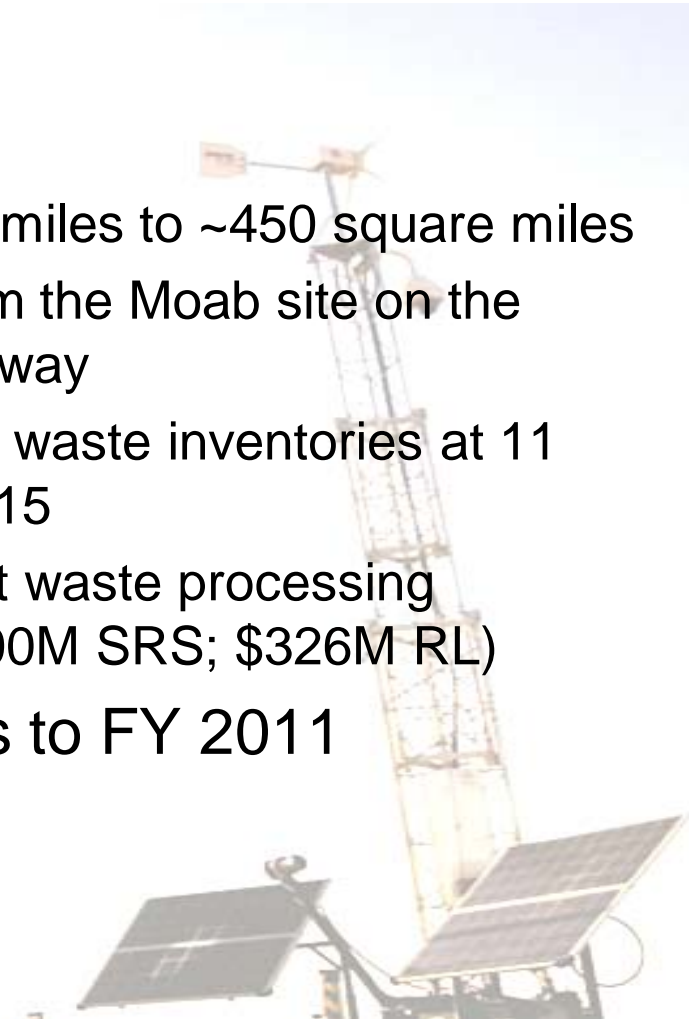 miles to ~450 square miles
the Moab site on the
way
waste inventories at 11
15
waste processing
00M SRS; $326M RL)
to FY 2011